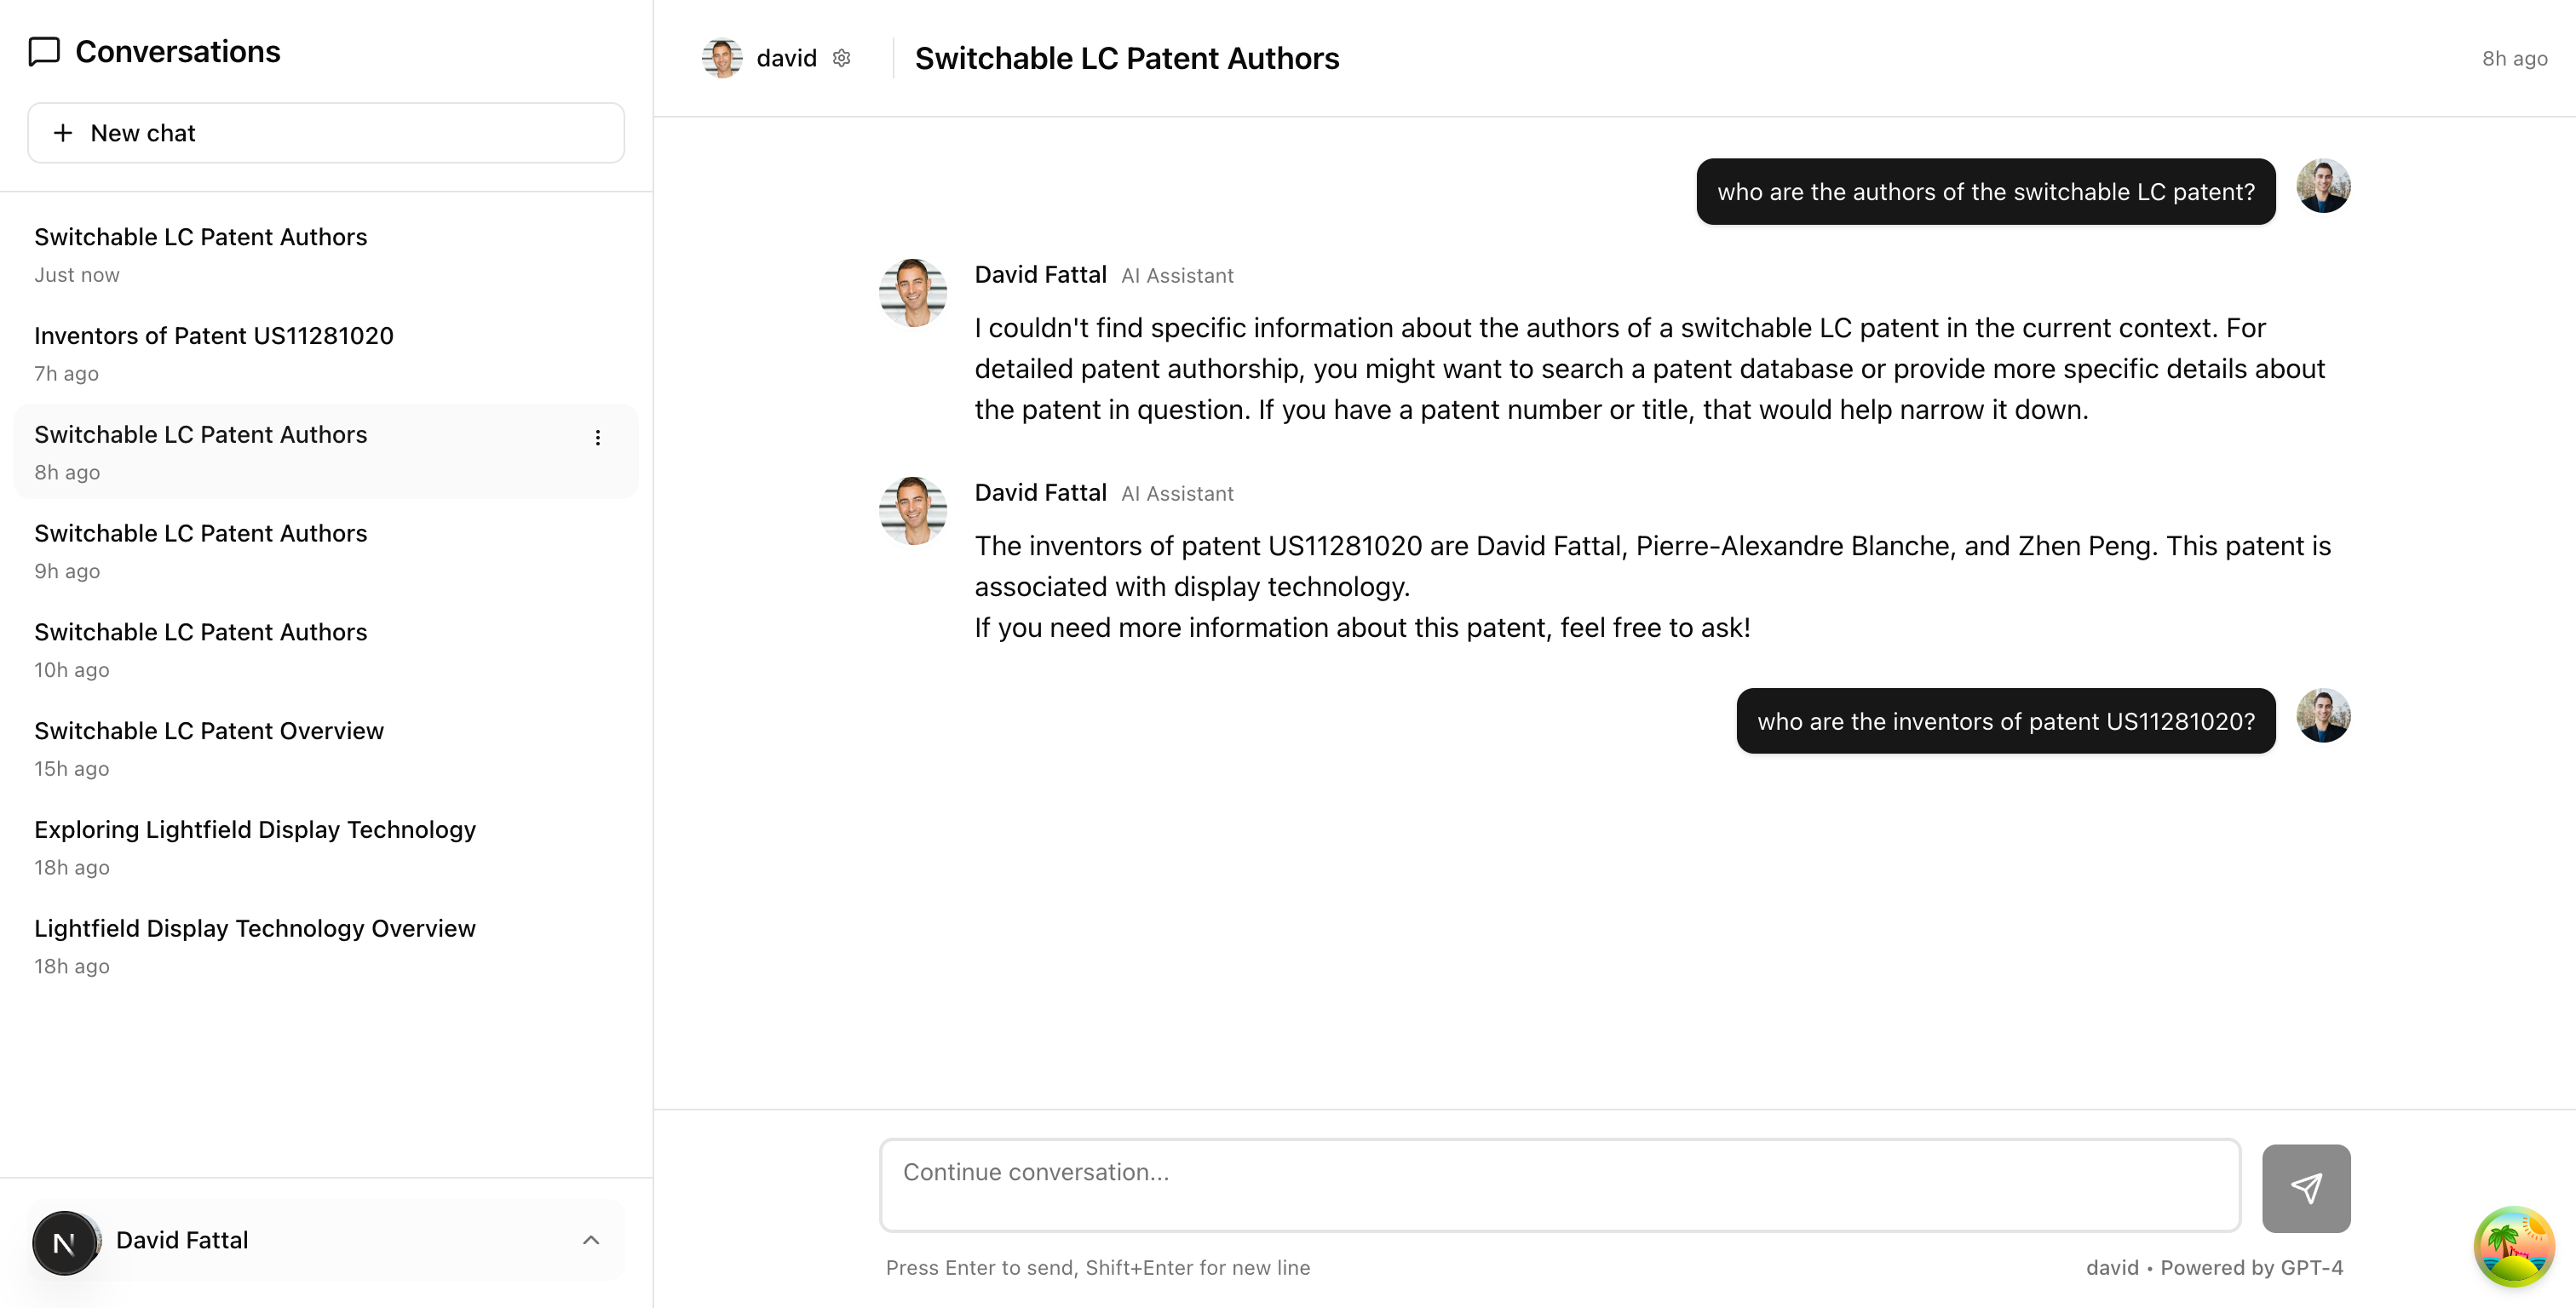 Conversations
New chat
Switchable LC Patent Authors
Just now
Inventors of Patent US11281020
7h ago
Switchable LC Patent Authors
8h ago
Switchable LC Patent Authors
9h ago
Switchable LC Patent Authors
10h ago
Switchable LC Patent Overview
15h ago
Exploring Lightfield Display Technology
18h ago
Lightfield Display Technology Overview
18h ago
N
David Fattal
david
Switchable LC Patent Authors
8h ago
who are the authors of the switchable LC patent?
David Fattal AI Assistant
I couldn't find specific information about the authors of a switchable LC patent in the current context. For
detailed patent authorship, you might want to search a patent database or provide more specific details about
the patent in question. If you have a patent number or title, that would help narrow it down.
David Fattal AI Assistant
The inventors of patent US11281020 are David Fattal, Pierre-Alexandre Blanche, and Zhen Peng. This patent is
associated with display technology.
If you need more information about this patent, feel free to ask!
who are the inventors of patent US11281020?
Continue conversation...
Press Enter to send, Shift+Enter for new line
david • Powered by GPT-4